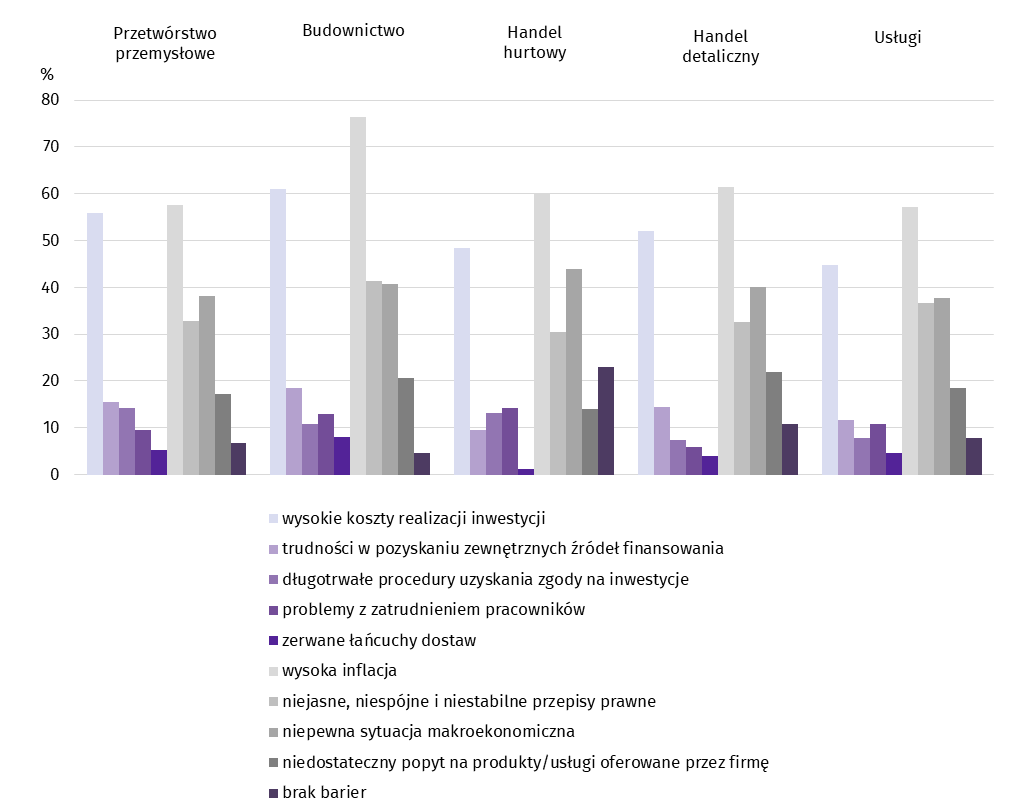 Przetwórstwo
przemysłowe
Budownictwo
Handel
hurtowy
Handel
detaliczny
Usługi
%
80
70
60
50
40
30
20
10
0
wysokie koszty realizacji inwestycji
trudności w pozyskaniu zewnętrznych źródeł finansowania
długotrwałe procedury uzyskania zgody na inwestycje
problemy z zatrudnieniem pracowników
zerwane łańcuchy dostaw
wysoka inflacja
niejasne, niespójne i niestabilne przepisy prawne
niepewna sytuacja makroekonomiczna
niedostateczny popyt na produkty/usługi oferowane przez firmę
brak barier